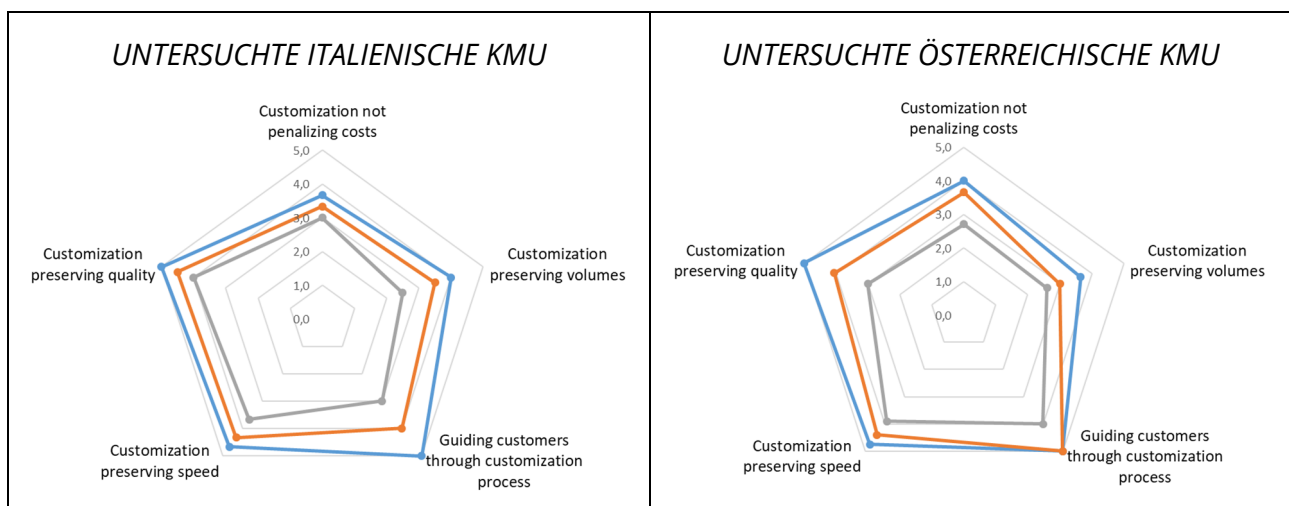 UNTERSUCHTE ITALIENISCHE KMU
Customization not
penalizing costs
5,0
4,0
3,0
2,0
1,0
0,0
Customization
preserving quality
Customization
preserving volumes
Customization
preserving speed
Guiding customers
through customization
process
UNTERSUCHTE ÖSTERREICHISCHE KMU
Customization not
penalizing costs
5,0
4,0
3,0
2,0
1,0
0,0
Customization
preserving quality
Customization
preserving volumes
Customization
preserving speed
Guiding customers
through customization
process